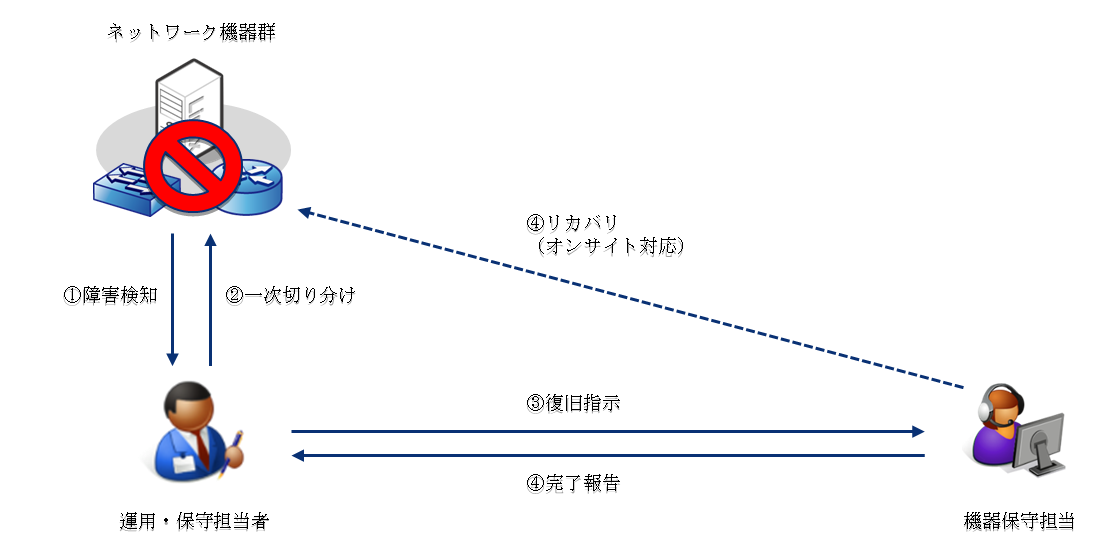 ネットワーク機器群
④リカバリ
（オンサイト対応）
①障害検知
②一次切り分け
③復旧指示
④完了報告
運用・保守担当者
機器保守担当